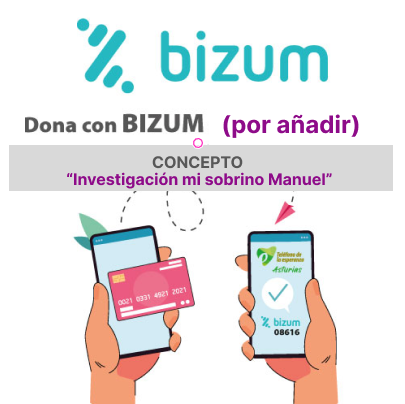 bizum
Dona con BIZUM (por añadir)
CONCEPTO
“Investigación mi sobrino Manuel”
Teléfono de
la esperanza
Asturias
0021 0331 4921 2021
bizum
08616